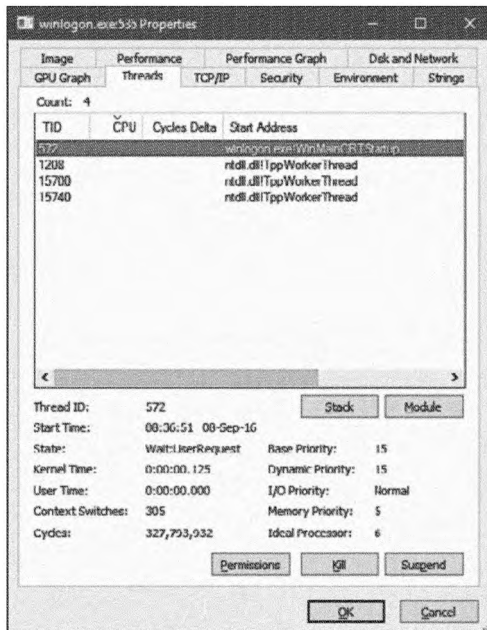 winlogon.exe:535 Properties
Image Performance Performance Graph Disk and Network
GPU Graph Threads TCP/IP Security Environment Strings
Count: 4
TID CPU Cycles Delta Start Address
572 winlogon.exe!WinMainCRTStartup
1208 ntdll.dll!TppWorkerThread
15700 ntdll.dll!TppWorkerThread
15740 ntdll.dll!TppWorkerThread
Thread ID: 572 Stack Module
Start Time: 08:36:51 08-Sep-16
State: Wait:UserRequest Base Priority: 15
Kernel Time: 0:00:00.125 Dynamic Priority: 15
User Time: 0:00:00.000 I/O Priority: Normal
Context Switches: 305 Memory Priority: 5
Cycles: 327,793,932 Ideal Processor: 6
Permissions Kill Suspend
OK Cancel